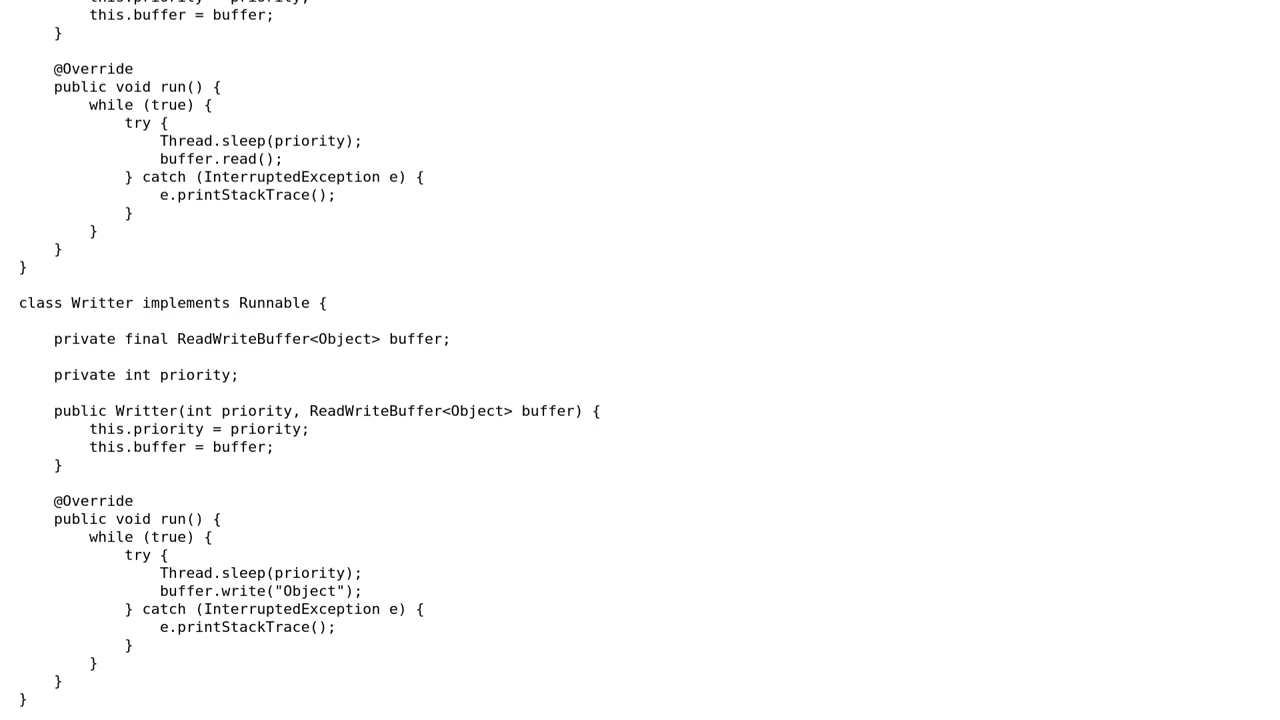 this.buffer = buffer;
    }

    @Override
    public void run() {
        while (true) {
            try {
                Thread.sleep(priority);
                buffer.read();
            } catch (InterruptedException e) {
                e.printStackTrace();
            }
        }
    }
}

class Writter implements Runnable {

    private final ReadWriteBuffer<Object> buffer;

    private int priority;

    public Writter(int priority, ReadWriteBuffer<Object> buffer) {
        this.priority = priority;
        this.buffer = buffer;
    }

    @Override
    public void run() {
        while (true) {
            try {
                Thread.sleep(priority);
                buffer.write("Object");
            } catch (InterruptedException e) {
                e.printStackTrace();
            }
        }
    }
}